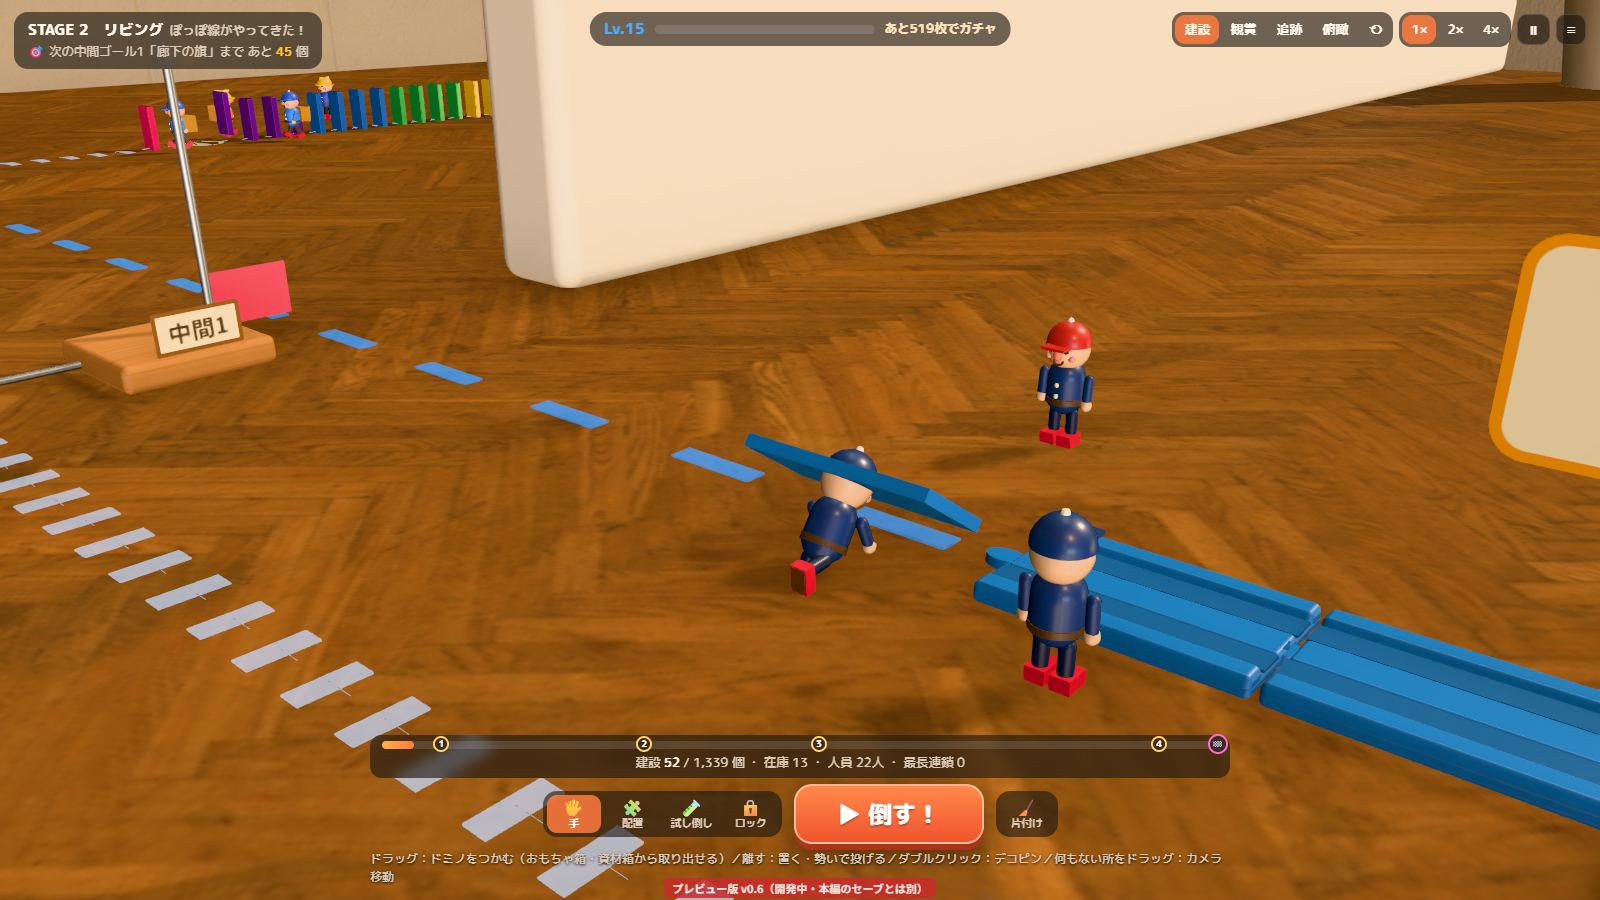 STAGE 2 リビング ぽっぽ線がやってきた！
🎯 次の中間ゴール1「廊下の旗」まで あと 45 個
Lv.15 あと519枚でガチャ
建設 観賞 追跡 俯瞰 1× 2× 4×
中間1
1 2 3 4
建設 52 / 1,339 個 ・ 在庫 13 ・ 人員 22人 ・ 最長連鎖 0
手 配置 試し倒し ロック
▶ 倒す！
片付け
ドラッグ：ドミノをつかむ（おもちゃ箱・資材箱から取り出せる）／離す：置く・勢いで投げる／ダブルクリック：デコピン／何もない所をドラッグ：カメラ
移動
プレビュー版 v0.6（開発中・本編のセーブとは別）